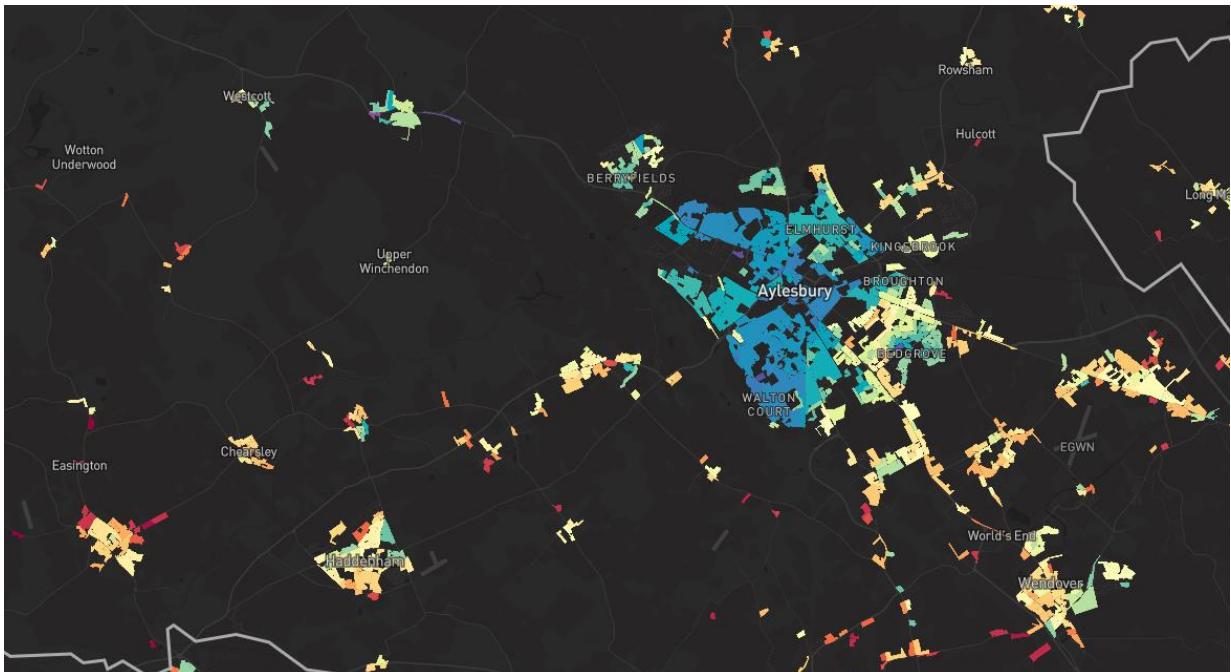 Rowsham
Westcott
Hulcott
Wotton
Underwood
BERRYFIELDS
ELMHURST
KINGSBROOK
Upper
Winchendon
BROUGHTON
Aylesbury
BEDGROVE
WALTON
COURT
Chearsley
EGWN
Easington
World's End
Haddenham
Wendover